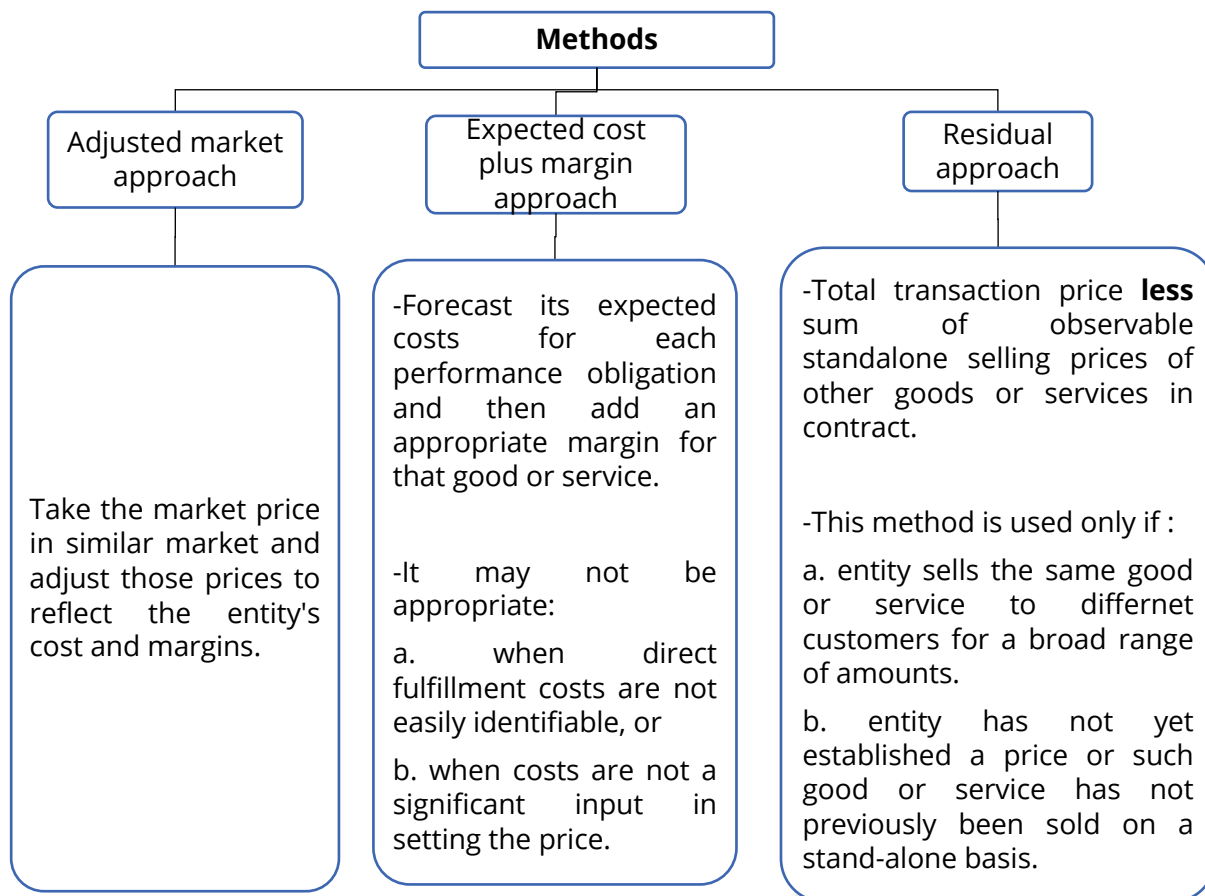 Methods
Adjusted market
approach
Expected cost
plus margin
approach
Residual
approach
Take the market price
in similar market and
adjust those prices to
reflect the entity's
cost and margins.
-Forecast its expected
costs for each
performance obligation
and then add an
appropriate margin for
that good or service.
-It may not be
appropriate:
a. when direct
fulfillment costs are not
easily identifiable, or
b. when costs are not a
significant input in
setting the price.
-Total transaction price less
sum of observable
standalone selling prices of
other goods or services in
contract.
-This method is used only if :
a. entity sells the same good
or service to differnet
customers for a broad range
of amounts.
b. entity has not yet
established a price or such
good or service has not
previously been sold on a
stand-alone basis.